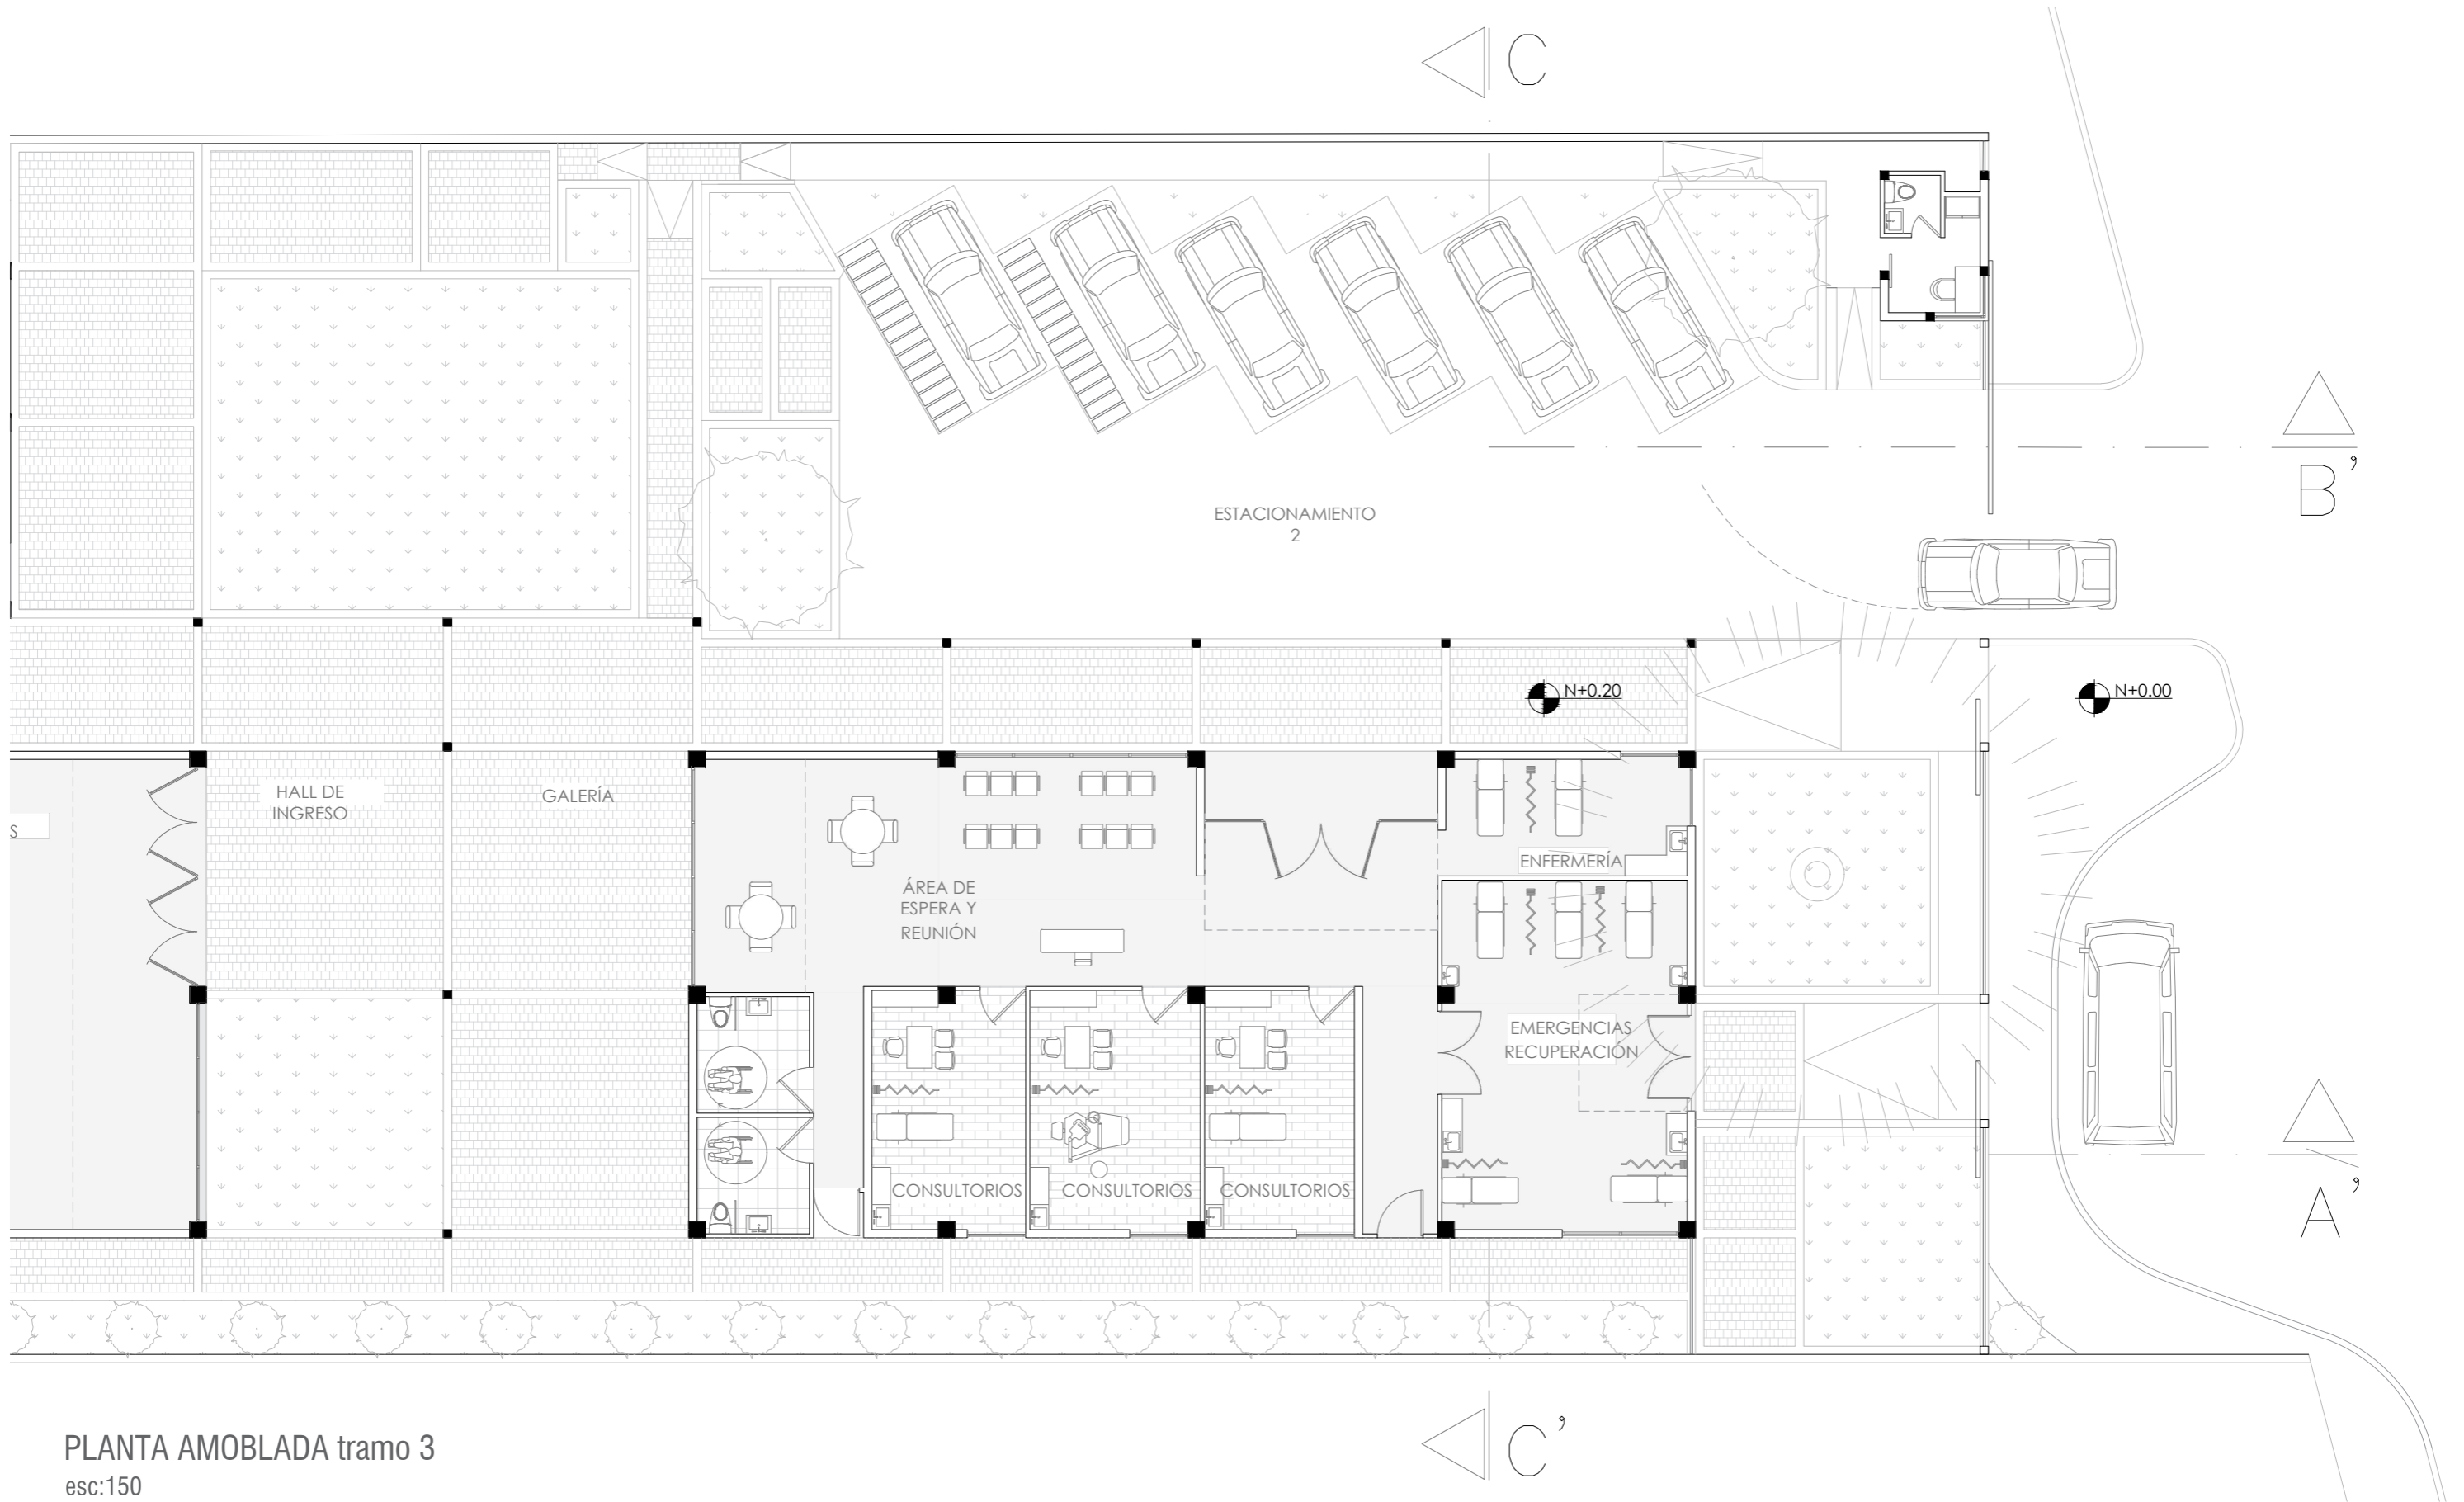 C
B’
ESTACIONAMIENTO
2
N+0.20
N+0.00
HALL DE
INGRESO
GALERÍA
S
ENFERMERÍA
ÁREA DE
ESPERA Y
REUNIÓN
EMERGENCIAS
RECUPERACIÓN
CONSULTORIOS
CONSULTORIOS
CONSULTORIOS
A’
C’
PLANTA AMOBLADA tramo 3
esc:150